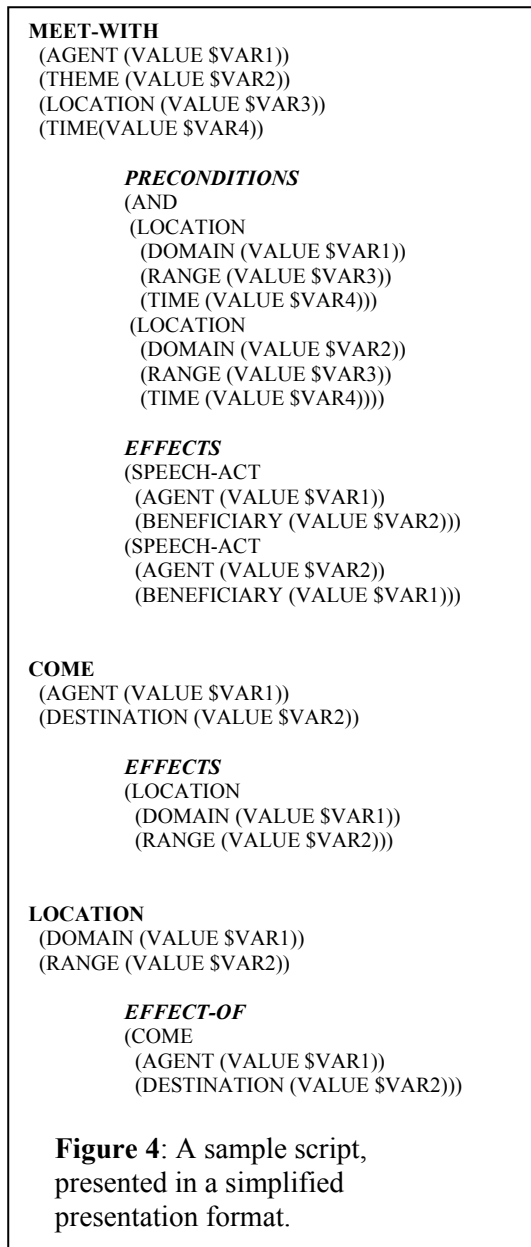 MEET-WITH
(AGENT (VALUE $VAR1))
(THEME (VALUE $VAR2))
(LOCATION (VALUE $VAR3))
(TIME(VALUE $VAR4))
PRECONDITIONS
(AND
(LOCATION
(DOMAIN (VALUE $VAR1))
(RANGE (VALUE $VAR3))
(TIME (VALUE $VAR4)))
(LOCATION
(DOMAIN (VALUE $VAR2))
(RANGE (VALUE $VAR3))
(TIME (VALUE $VAR4))))
EFFECTS
(SPEECH-ACT
(AGENT (VALUE $VAR1))
(BENEFICIARY (VALUE $VAR2)))
(SPEECH-ACT
(AGENT (VALUE $VAR2))
(BENEFICIARY (VALUE $VAR1)))
COME
(AGENT (VALUE $VAR1))
(DESTINATION (VALUE $VAR2))
EFFECTS
(LOCATION
(DOMAIN (VALUE $VAR1))
(RANGE (VALUE $VAR2)))
LOCATION
(DOMAIN (VALUE $VAR1))
(RANGE (VALUE $VAR2))
EFFECT-OF
(COME
(AGENT (VALUE $VAR1))
(DESTINATION (VALUE $VAR2)))
Figure 4: A sample script,
presented in a simplified
presentation format.